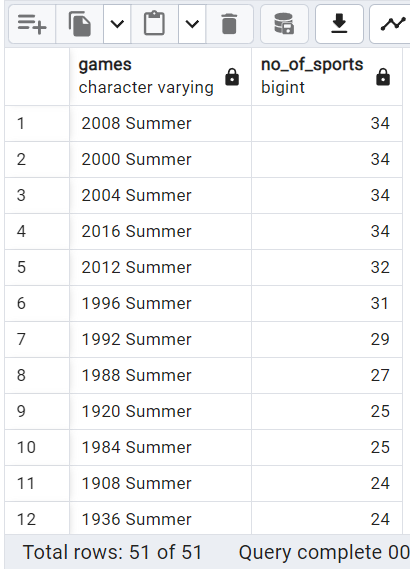 games no_of_sports
character varying bigint
1 2008 Summer 34
2 2000 Summer 34
3 2004 Summer 34
4 2016 Summer 34
5 2012 Summer 32
6 1996 Summer 31
7 1992 Summer 29
8 1988 Summer 27
9 1920 Summer 25
10 1984 Summer 25
11 1908 Summer 24
12 1936 Summer 24
Total rows: 51 of 51 Query complete 00